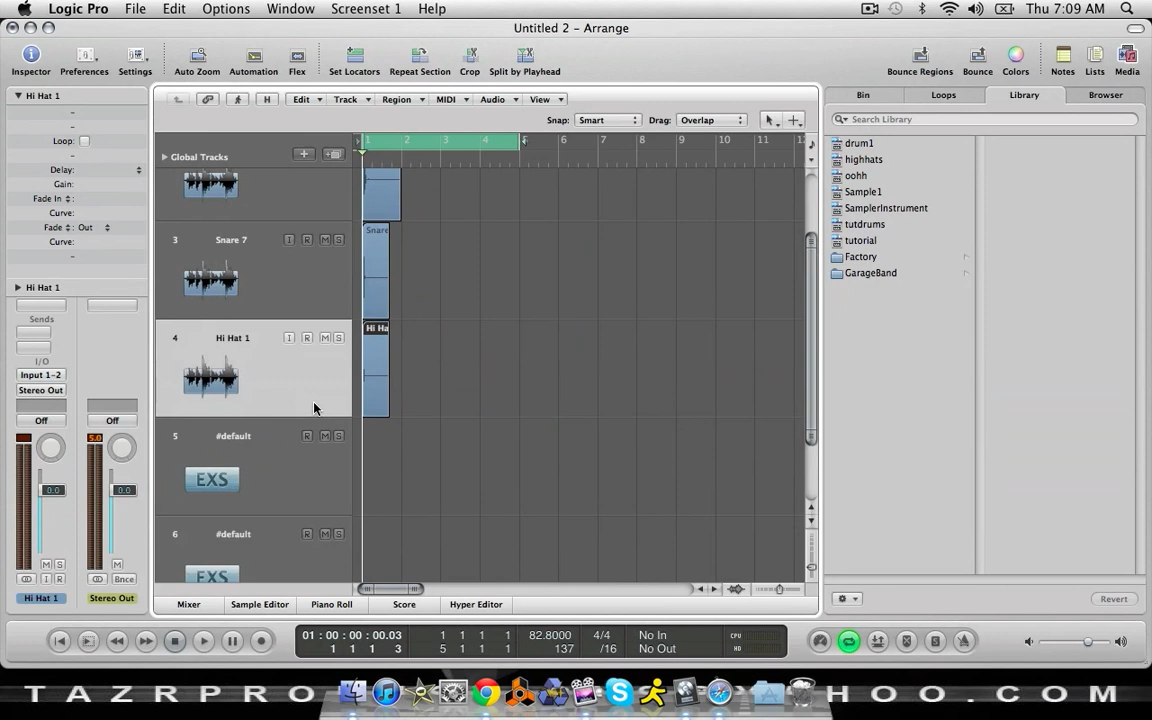 Logic Pro File Edit Options Window Screenset 1 Help Thu 7:09 AM
Untitled 2 – Arrange
Inspector Preferences Settings Auto Zoom Automation Flex Set Locators Repeat Section Crop Split by Playhead Bounce Regions Bounce Colors Notes Lists Media
Hi Hat 1 H Edit Track Region MIDI Audio View Bin Loops Library Browser
Snap: Smart Drag: Overlap Search Library
Loop:
Delay:
Gain:
Fade In :
Curve:
Fade : Out
Curve:
Global Tracks
1 2 3 4 5 6 7 8 9 10 11
drum1
highhats
oohh
Sample1
SamplerInstrument
tutdrums
tutorial
Factory
GarageBand
3 Snare 7 I R M S Snare
4 Hi Hat 1 I R M S Hi Ha
5 #default R M S
EXS
6 #default R M S
EXS
Hi Hat 1
Sends
I/O
Input 1-2
Stereo Out
Off Off
5.0
0.0 0.0
M S M
I R Bnce
Hi Hat 1 Stereo Out
Mixer Sample Editor Piano Roll Score Hyper Editor Revert
01 : 00 : 00 : 00.03 1 1 1 1 82.8000 4/4 No In CPU
1 1 1 3 5 1 1 1 137 /16 No Out HD
S